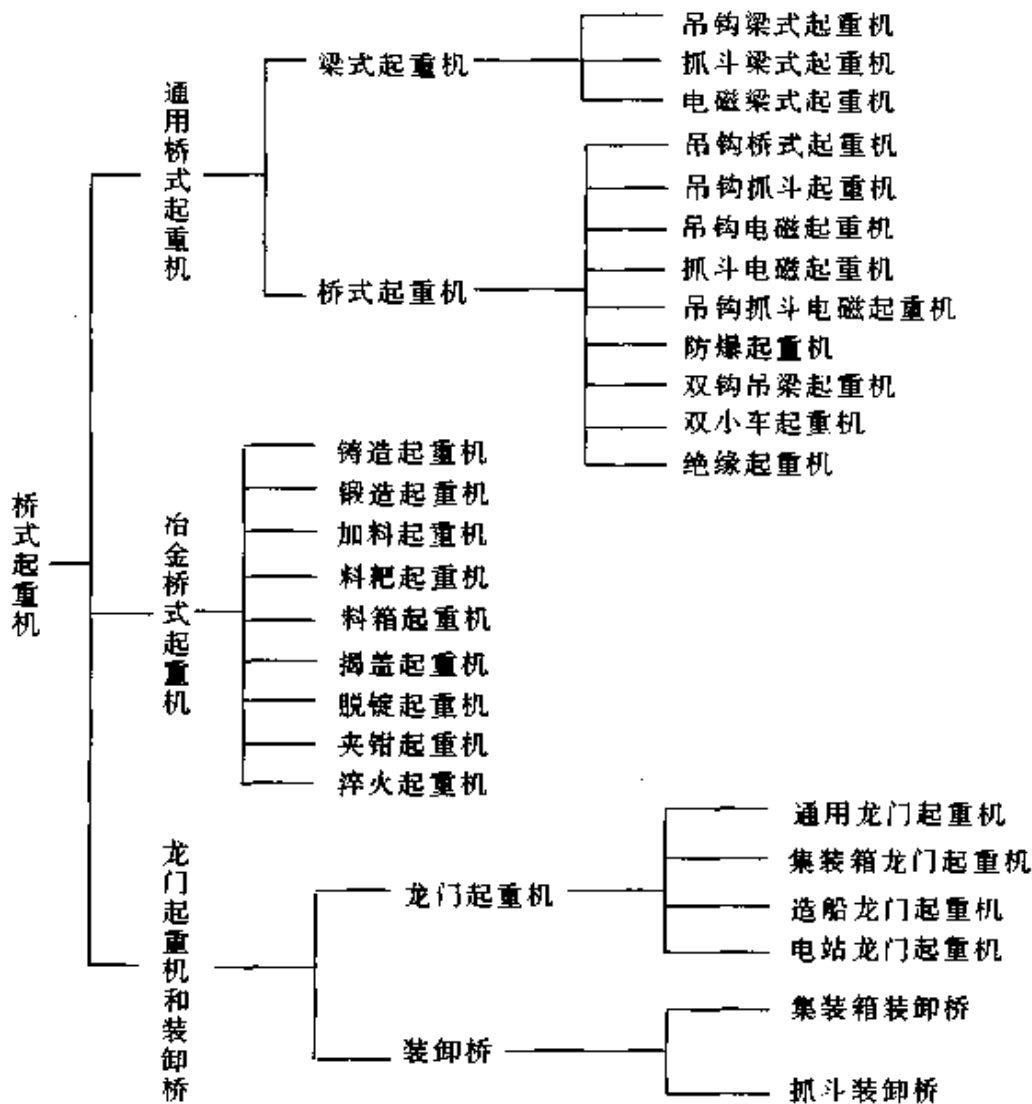 桥式起重机
通用桥式起重机
梁式起重机
吊钩梁式起重机
抓斗梁式起重机
电磁梁式起重机
桥式起重机
吊钩桥式起重机
吊钩抓斗起重机
吊钩电磁起重机
抓斗电磁起重机
吊钩抓斗电磁起重机
防爆起重机
双钩吊梁起重机
双小车起重机
绝缘起重机
冶金桥式起重机
铸造起重机
锻造起重机
加料起重机
料耙起重机
料箱起重机
揭盖起重机
脱锭起重机
夹钳起重机
淬火起重机
龙门起重机和装卸桥
龙门起重机
通用龙门起重机
集装箱龙门起重机
造船龙门起重机
电站龙门起重机
装卸桥
集装箱装卸桥
抓斗装卸桥